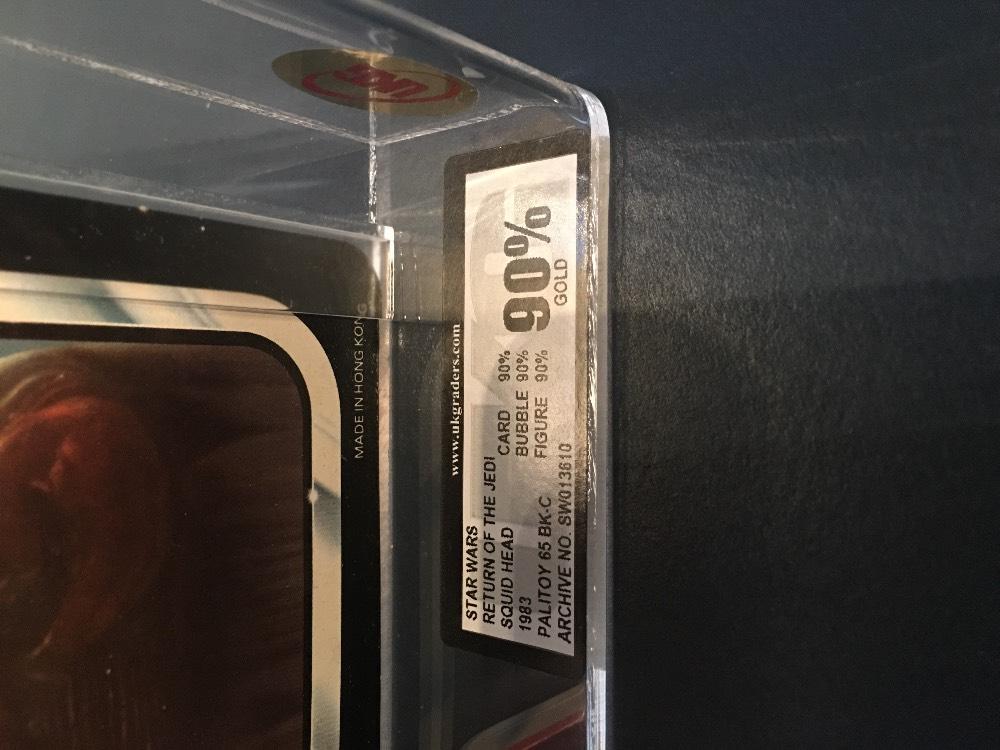 UKG
www.ukgraders.com
STAR WARS
RETURN OF THE JEDI
SQUID HEAD
1983
PALITOY 65 BK-C
ARCHIVE NO. SW013610
CARD 90%
BUBBLE 90%
FIGURE 90%
90%
GOLD
MADE IN HONG KONG